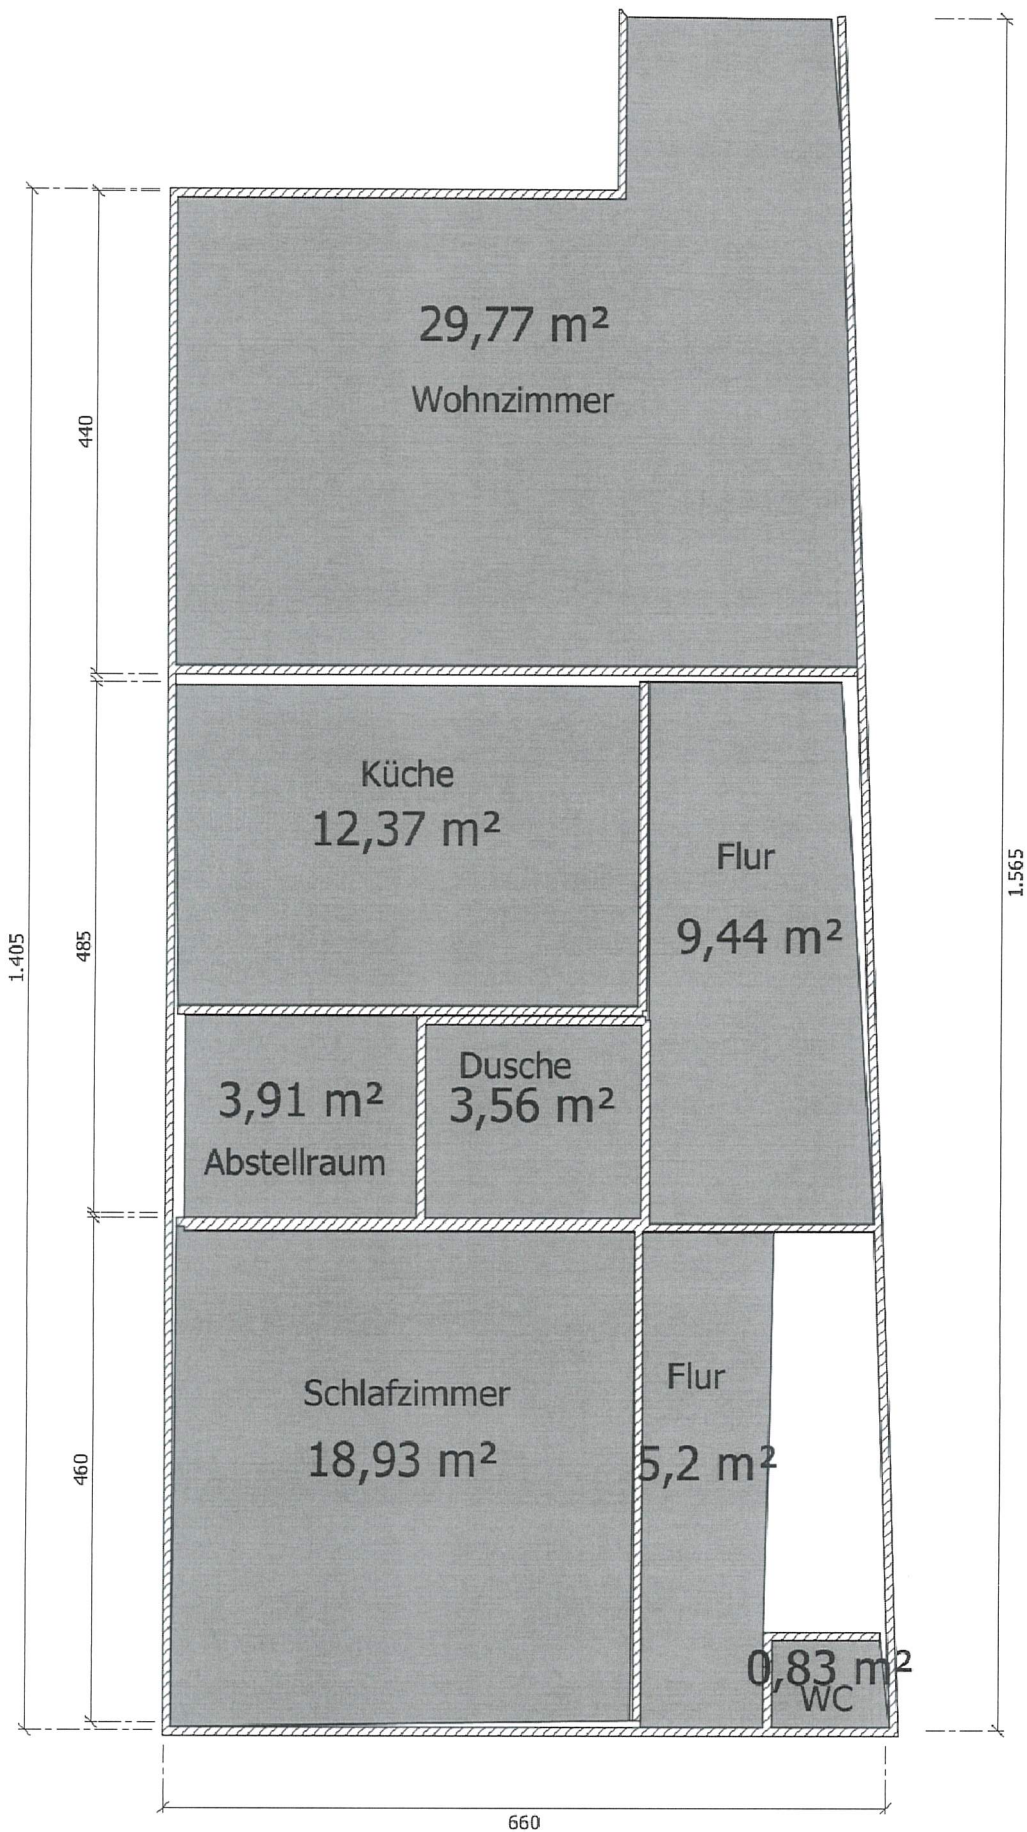 29,77 m²
Wohnzimmer
440
Küche
12,37 m²
Flur
9,44 m²
1.565
485
1.405
Dusche
3,56 m²
3,91 m²
Abstellraum
Schlafzimmer
18,93 m²
Flur
5,2 m²
460
0,83 m²
WC
660